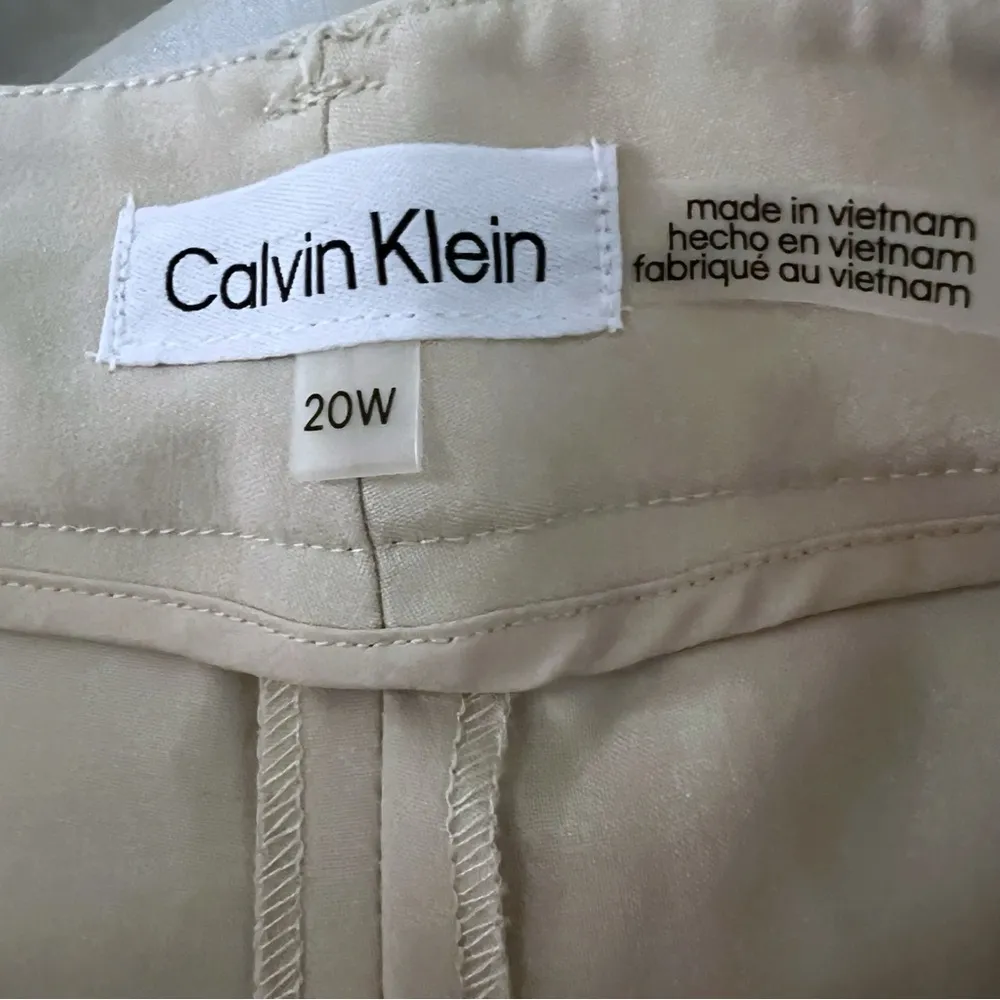 Calvin Klein
20W
made in vietnam
hecho en vietnam
fabriqué au vietnam